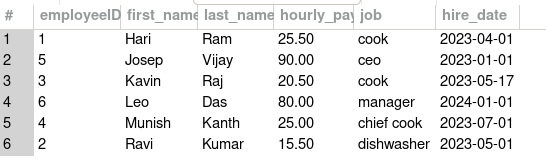 # employeeID first_name last_name hourly_pay job hire_date
1 1 Hari Ram 25.50 cook 2023-04-01
2 5 Josep Vijay 90.00 ceo 2023-01-01
3 3 Kavin Raj 20.50 cook 2023-05-17
4 6 Leo Das 80.00 manager 2024-01-01
5 4 Munish Kanth 25.00 chief cook 2023-07-01
6 2 Ravi Kumar 15.50 dishwasher 2023-05-01